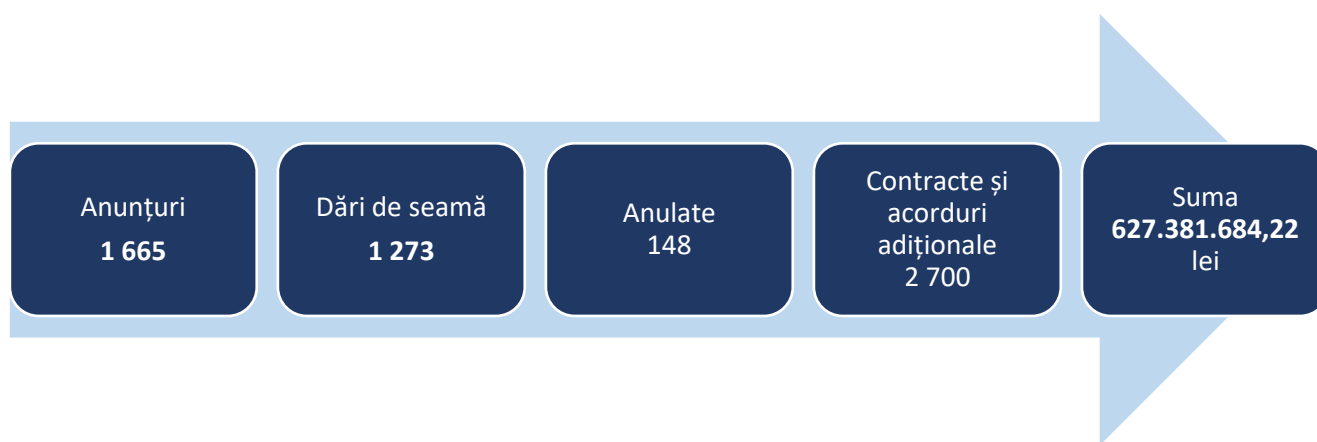 Anunțuri
1 665
Dări de seamă
1 273
Anulate
148
Contracte și
acorduri
adiționale
2 700
Suma
627.381.684,22
lei